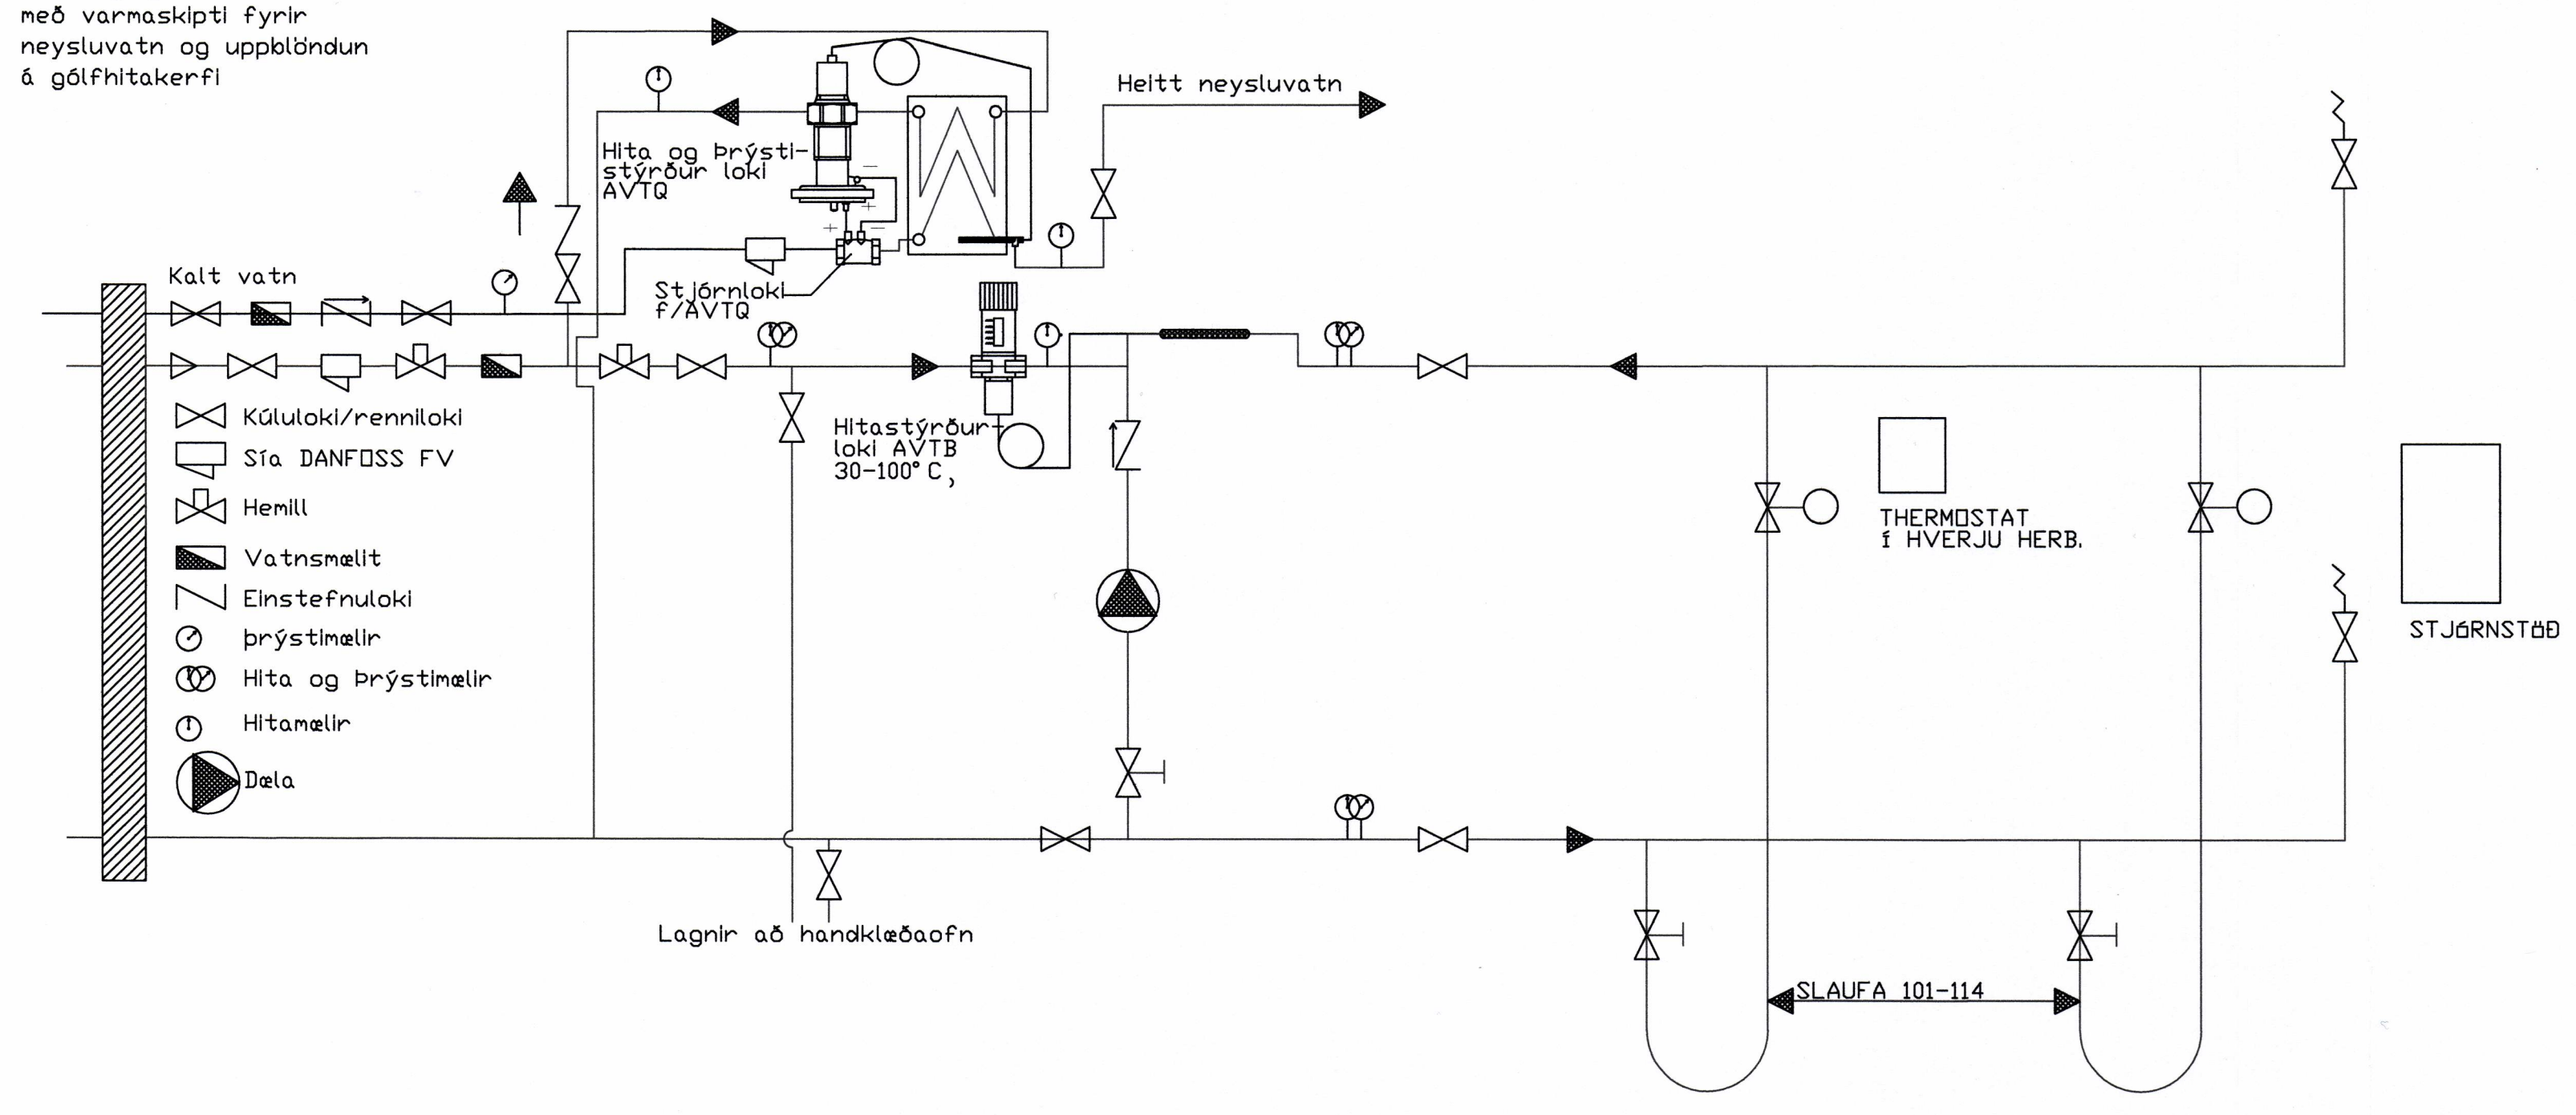 með varmaskipti fyrir
neysluvatn og uppblöndun
á gólfhitakerfi
Heitt neysluvatn
Hita og Þrýsti-
stýrður loki
AVTQ
Kalt vatn
Stjórnloki
f/AVTQ
Kúluloki/renniloki
Sía DANFOSS FV
Hemill
Vatnsmælit
Einstefnuloki
þrýstimælir
Hita og Þrýstimælir
Hitamælir
Dæla
Hitastýrður
loki AVTB
30-100°C,
THERMOSTAT
Í HVERJU HERB.
STJóRNSTöÐ
Lagnir að handklæðaofn
SLAUFA 101-114